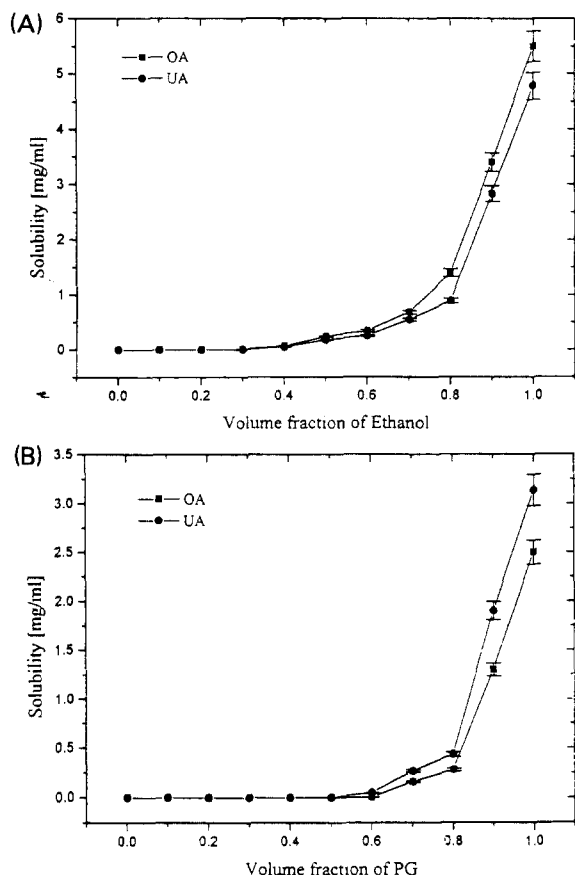 (A)
6
5
4
3
2
1
0
Solubility [mg/ml]
OA
UA
0.0 0.2 0.4 0.6 0.8 1.0
Volume fraction of Ethanol
(B)
3.5
3.0
2.5
2.0
1.5
1.0
0.5
0.0
Solubility [mg/ml]
OA
UA
0.0 0.2 0.4 0.6 0.8 1.0
Volume fraction of PG